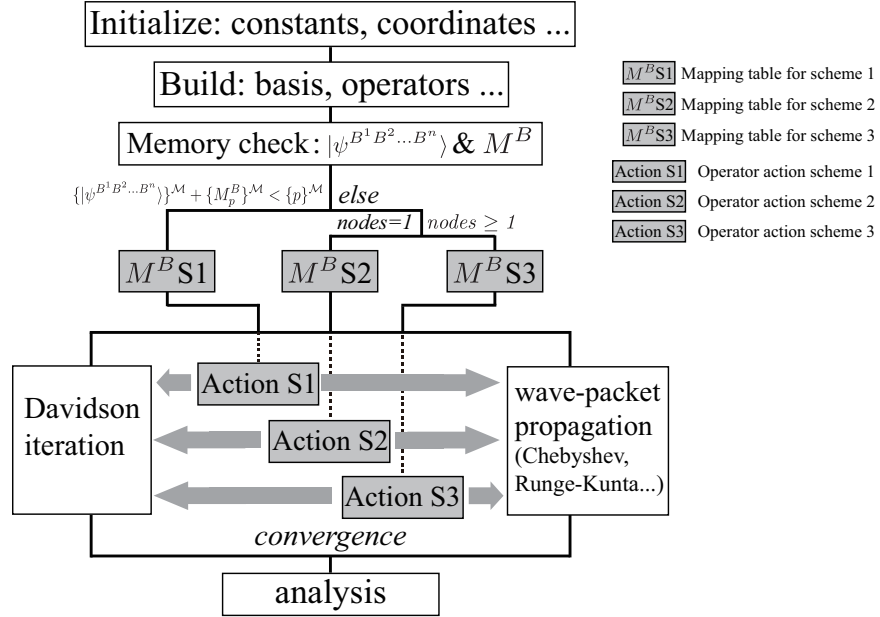 Initialize: constants, coordinates ...
Build: basis, operators ...
Memory check: |ψ^{B^1B^2...B^n}⟩ & M^B
{|ψ^{B^1B^2...B^n}⟩}^ℳ + {M_p^B}^ℳ < {p}^ℳ
else
nodes=1
nodes ≥ 1
M^B S1
M^B S2
M^B S3
Action S1
Action S2
Action S3
Davidson
iteration
wave-packet
propagation
(Chebyshev,
Runge-Kunta...)
convergence
analysis
M^B S1 Mapping table for scheme 1
M^B S2 Mapping table for scheme 2
M^B S3 Mapping table for scheme 3
Action S1 Operator action scheme 1
Action S2 Operator action scheme 2
Action S3 Operator action scheme 3